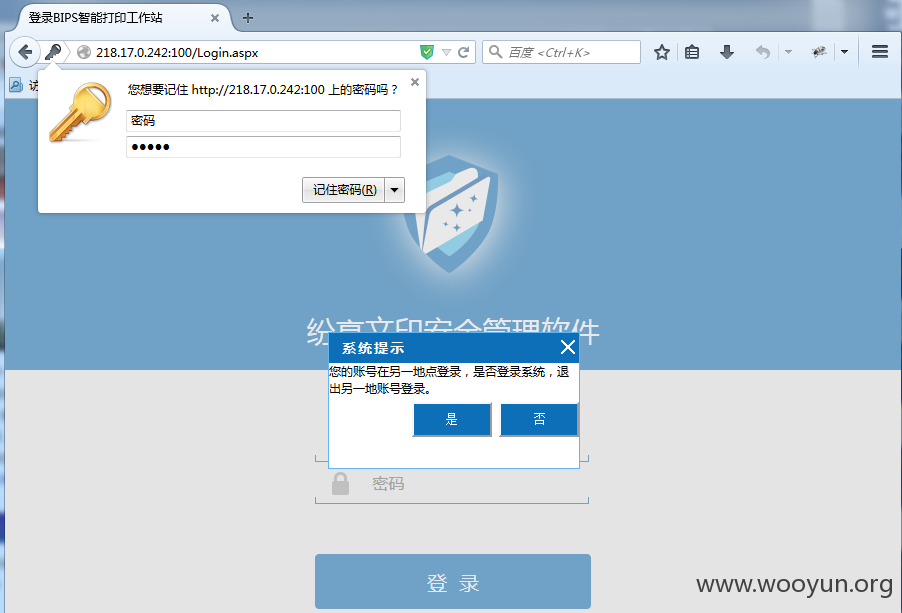 登录BIPS智能打印工作站
218.17.0.242:100/Login.aspx
百度 <Ctrl+K>
访
您想要记住 http://218.17.0.242:100 上的密码吗？
密码
●●●●●
记住密码(R)
纷享文印安全管理软件
系统提示
您的账号在另一地点登录，是否登录系统，退
出另一地账号登录。
是
否
密码
登 录
www.wooyun.org